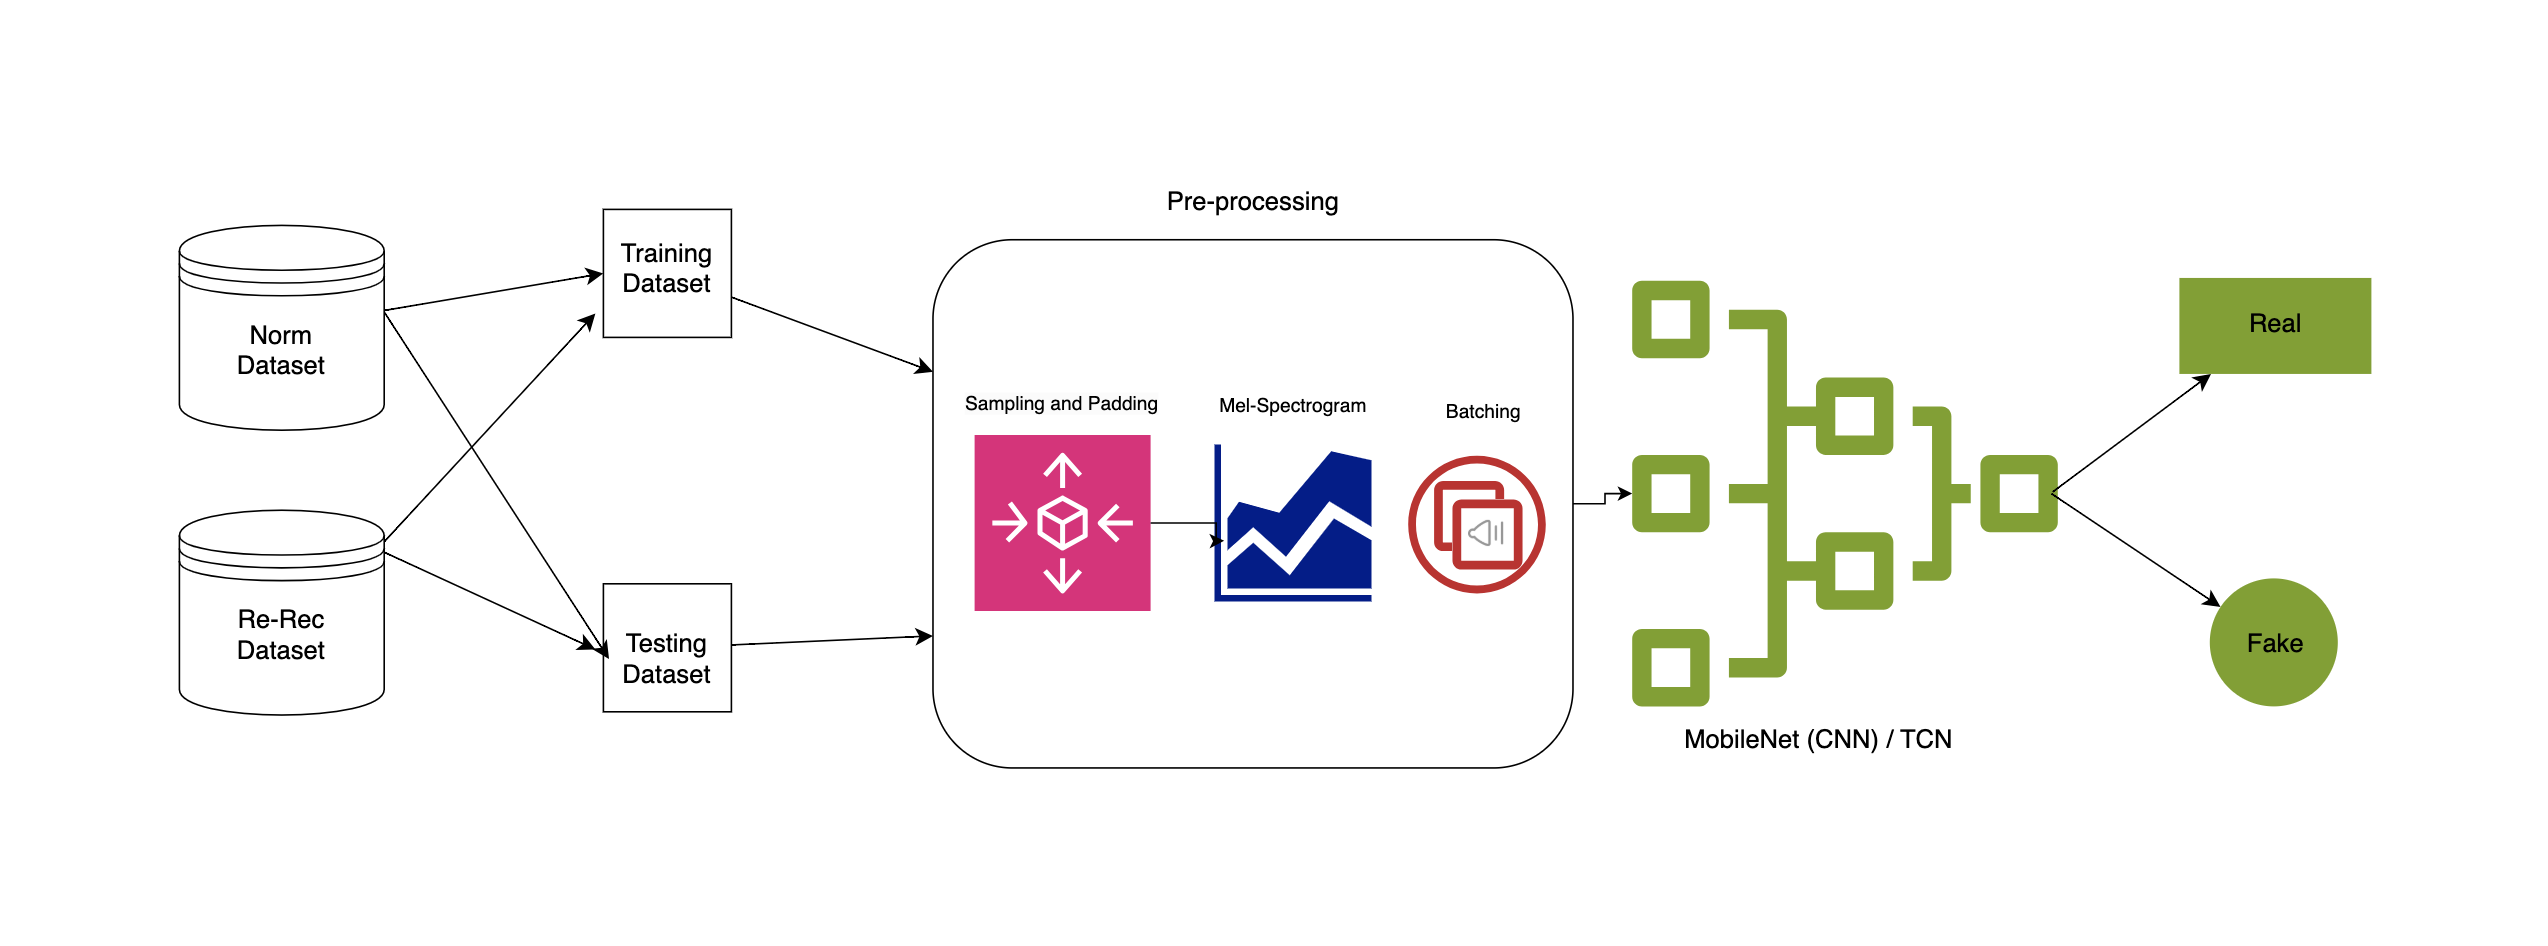 Norm
Dataset
Re-Rec
Dataset
Training
Dataset
Testing
Dataset
Pre-processing
Sampling and Padding
Mel-Spectrogram
Batching
MobileNet (CNN) / TCN
Real
Fake